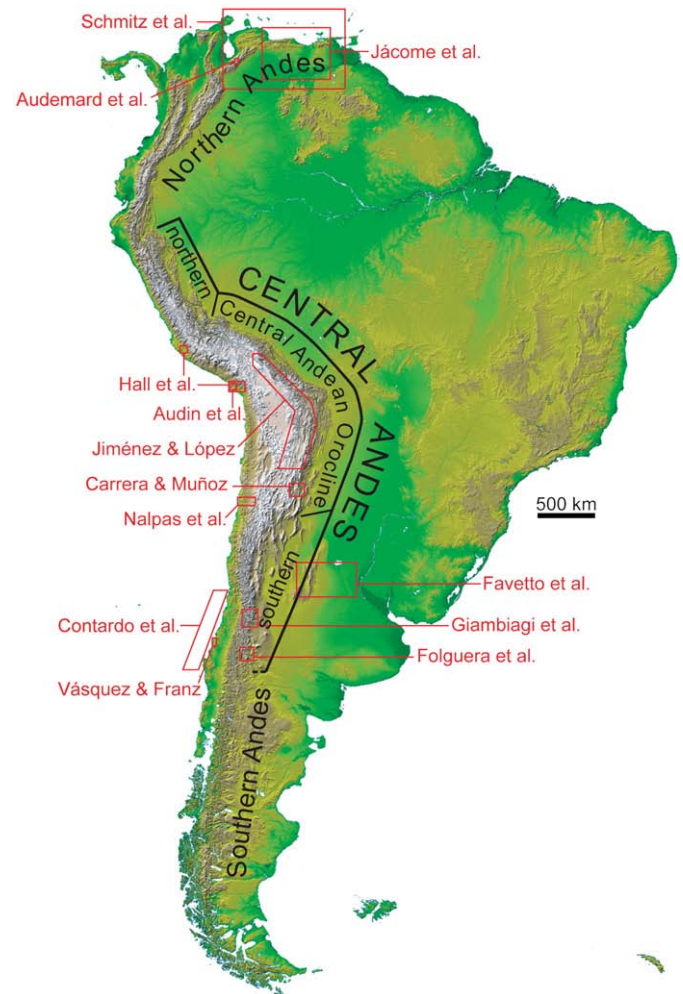 Schmitz et al.
Jácome et al.
Audemard et al.
Northern Andes
northern
CENTRAL
ANDES
Central Andean Orocline
Hall et al.
Audin et al.
Jiménez & López
Carrera & Muñoz
Nalpas et al.
500 km
southern
Favetto et al.
Contardo et al.
Giambiagi et al.
Folguera et al.
Vásquez & Franz
Southern Andes